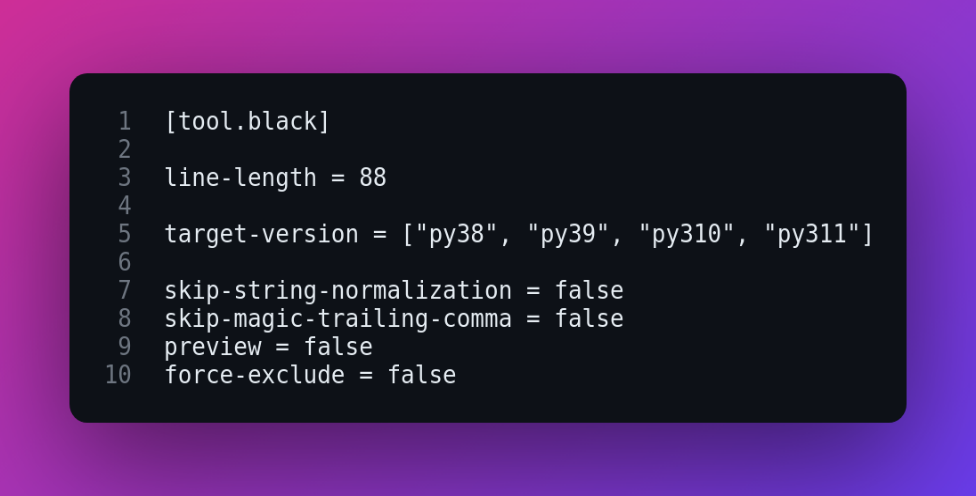 1 [tool.black]
2
3 line-length = 88
4
5 target-version = ["py38", "py39", "py310", "py311"]
6
7 skip-string-normalization = false
8 skip-magic-trailing-comma = false
9 preview = false
10 force-exclude = false